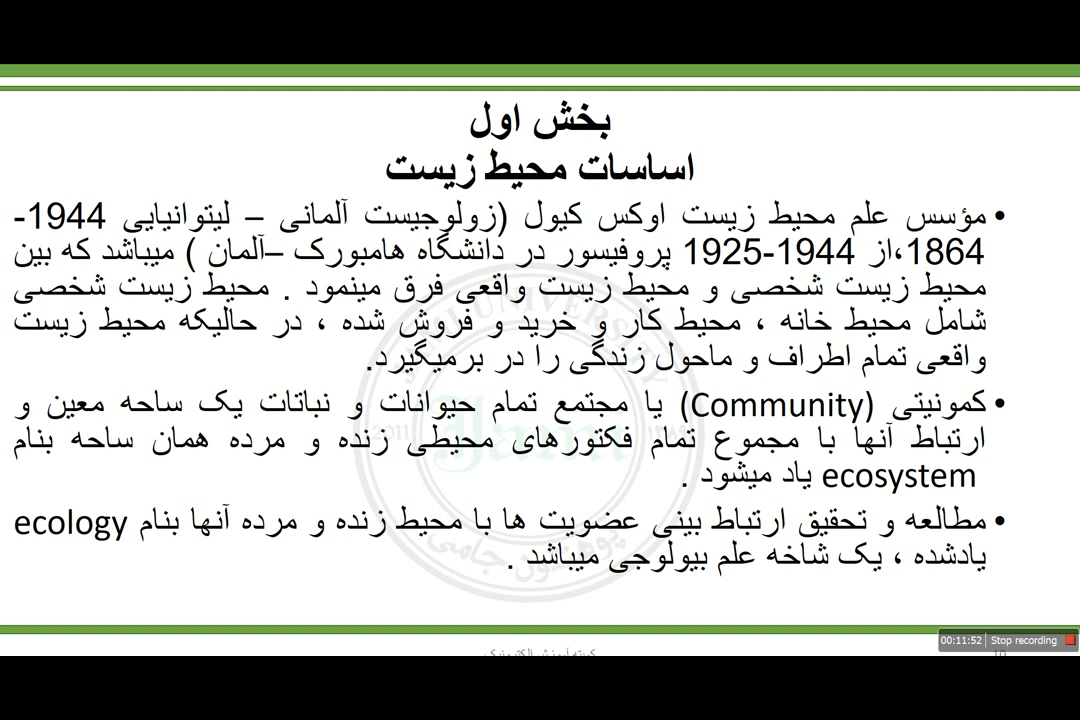 بخش اول
اساسات محیط زیست
• مؤسس علم محیط زیست اوکس کیول (زولوجیست آلمانی – لیتوانیایی 1944-
1864،از 1944-1925 پروفیسور در دانشگاه هامبورک –آلمان ) میباشد که بین
محیط زیست شخصی و محیط زیست واقعی فرق مینمود . محیط زیست شخصی
شامل محیط خانه ، محیط کار و خرید و فروش شده ، در حالیکه محیط زیست
واقعی تمام اطراف و ماحول زندگی را در برمیگیرد.
• کمونیتی (Community) یا مجتمع تمام حیوانات و نباتات یک ساحه معین و
ارتباط آنها با مجموع تمام فکتورهای محیطی زنده و مرده همان ساحه بنام
ecosystem یاد میشود .
• مطالعه و تحقیق ارتباط بینی عضویت ها با محیط زنده و مرده آنها بنام ecology
یادشده ، یک شاخه علم بیولوجی میباشد .
UNIVERSITY
2011
Jami
پوهنتون جامی
00:11:52 Stop recording